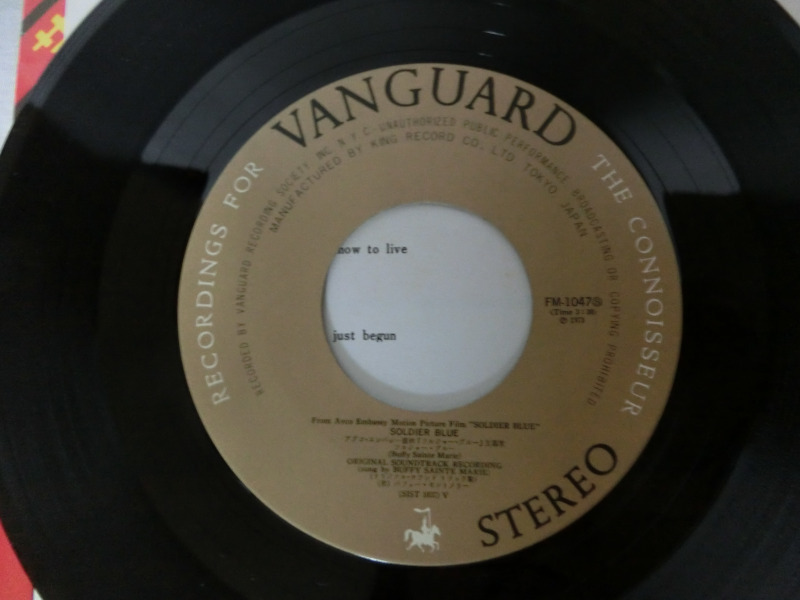 VANGUARD
RECORDINGS FOR THE CONNOISSEUR
RECORDED BY VANGUARD RECORDING SOCIETY INC. N.Y.C. UNAUTHORIZED PUBLIC PERFORMANCE BROADCASTING OR COPYING PROHIBITED
MANUFACTURED BY KING RECORD CO., LTD TOKYO JAPAN
now to live
just begun
FM-1047
From Avco Embassy Motion Picture Film "SOLDIER BLUE"
SOLDIER BLUE
(Buffy Sainte Marie)
ORIGINAL SOUNDTRACK RECORDING
(sung by BUFFY SAINTE MARIE)
STEREO